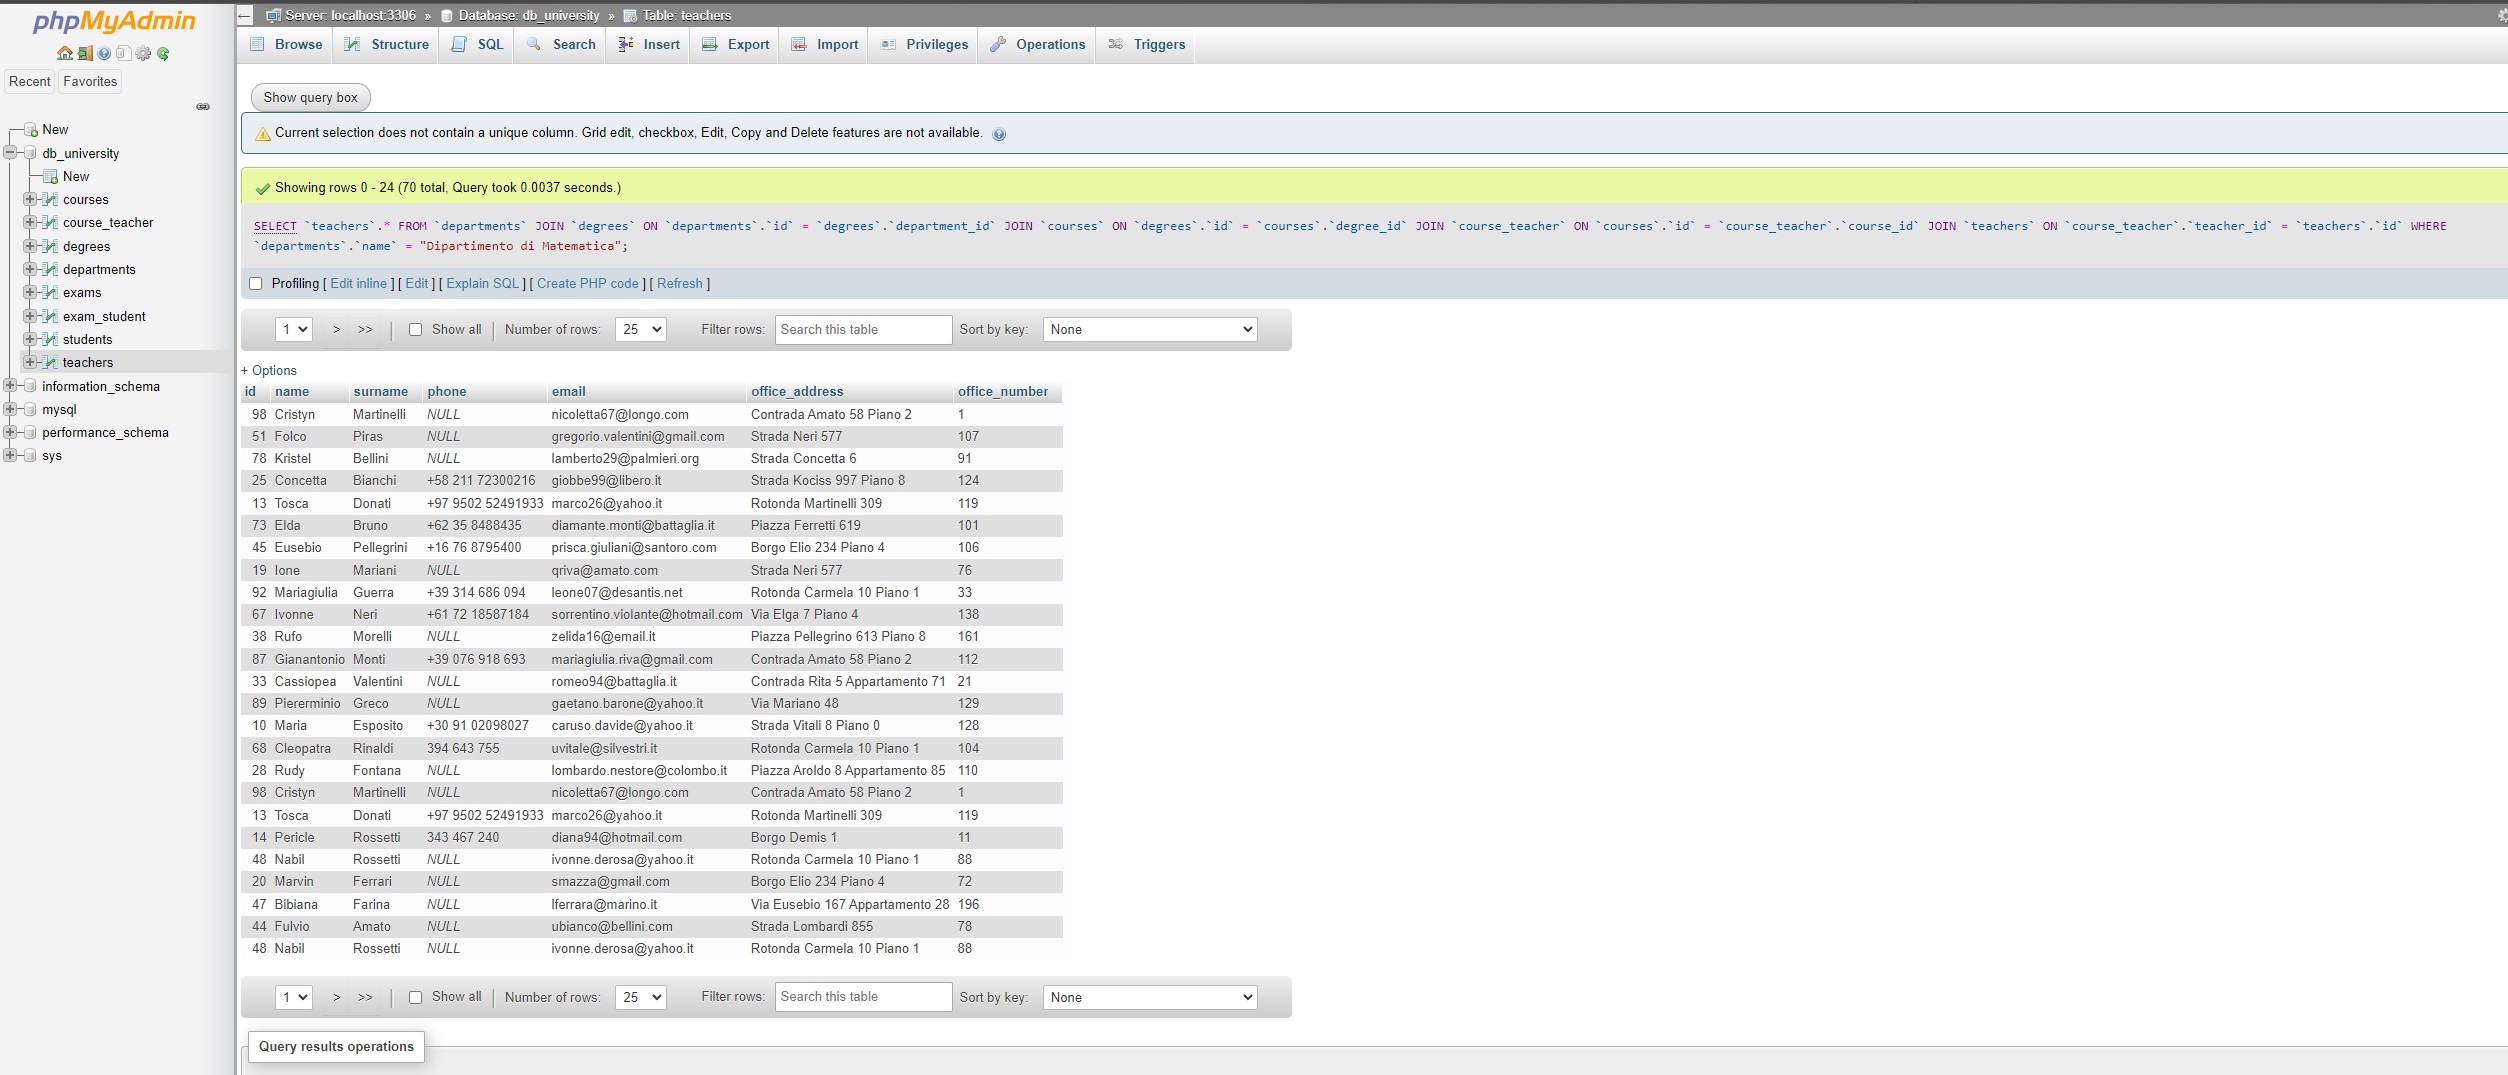 phpMyAdmin
Recent Favorites
New
db_university
New
courses
course_teacher
degrees
departments
exams
exam_student
students
teachers
information_schema
mysql
performance_schema
sys
← Server: localhost:3306 » Database: db_university » Table: teachers
Browse Structure SQL Search Insert Export Import Privileges Operations Triggers
Show query box
Current selection does not contain a unique column. Grid edit, checkbox, Edit, Copy and Delete features are not available.
Showing rows 0 - 24 (70 total, Query took 0.0037 seconds.)
SELECT `teachers`.* FROM `departments` JOIN `degrees` ON `departments`.`id` = `degrees`.`department_id` JOIN `courses` ON `degrees`.`id` = `courses`.`degree_id` JOIN `course_teacher` ON `courses`.`id` = `course_teacher`.`course_id` JOIN `teachers` ON `course_teacher`.`teacher_id` = `teachers`.`id` WHERE
`departments`.`name` = "Dipartimento di Matematica";
Profiling [ Edit inline ] [ Edit ] [ Explain SQL ] [ Create PHP code ] [ Refresh ]
1 > >> | Show all | Number of rows: 25 Filter rows: Search this table Sort by key: None
+ Options
id name surname phone email office_address office_number
98 Cristyn Martinelli NULL nicoletta67@longo.com Contrada Amato 58 Piano 2 1
51 Folco Piras NULL gregorio.valentini@gmail.com Strada Neri 577 107
78 Kristel Bellini NULL lamberto29@palmieri.org Strada Concetta 6 91
25 Concetta Bianchi +58 211 72300216 giobbe99@libero.it Strada Kociss 997 Piano 8 124
13 Tosca Donati +97 9502 52491933 marco26@yahoo.it Rotonda Martinelli 309 119
73 Elda Bruno +62 35 8488435 diamante.monti@battaglia.it Piazza Ferretti 619 101
45 Eusebio Pellegrini +16 76 8795400 prisca.giuliani@santoro.com Borgo Elio 234 Piano 4 106
19 Ione Mariani NULL qriva@amato.com Strada Neri 577 76
92 Mariagiulia Guerra +39 314 686 094 leone07@desantis.net Rotonda Carmela 10 Piano 1 33
67 Ivonne Neri +61 72 18587184 sorrentino.violante@hotmail.com Via Elga 7 Piano 4 138
38 Rufo Morelli NULL zelida16@email.it Piazza Pellegrino 613 Piano 8 161
87 Gianantonio Monti +39 076 918 693 mariagiulia.riva@gmail.com Contrada Amato 58 Piano 2 112
33 Cassiopea Valentini NULL romeo94@battaglia.it Contrada Rita 5 Appartamento 71 21
89 Piererminio Greco NULL gaetano.barone@yahoo.it Via Mariano 48 129
10 Maria Esposito +30 91 02098027 caruso.davide@yahoo.it Strada Vitali 8 Piano 0 128
68 Cleopatra Rinaldi 394 643 755 uvitale@silvestri.it Rotonda Carmela 10 Piano 1 104
28 Rudy Fontana NULL lombardo.nestore@colombo.it Piazza Aroldo 8 Appartamento 85 110
98 Cristyn Martinelli NULL nicoletta67@longo.com Contrada Amato 58 Piano 2 1
13 Tosca Donati +97 9502 52491933 marco26@yahoo.it Rotonda Martinelli 309 119
14 Pericle Rossetti 343 467 240 diana94@hotmail.com Borgo Demis 1 11
48 Nabil Rossetti NULL ivonne.derosa@yahoo.it Rotonda Carmela 10 Piano 1 88
20 Marvin Ferrari NULL smazza@gmail.com Borgo Elio 234 Piano 4 72
47 Bibiana Farina NULL lferrara@marino.it Via Eusebio 167 Appartamento 28 196
44 Fulvio Amato NULL ubianco@bellini.com Strada Lombardi 855 78
48 Nabil Rossetti NULL ivonne.derosa@yahoo.it Rotonda Carmela 10 Piano 1 88
1 > >> | Show all | Number of rows: 25 Filter rows: Search this table Sort by key: None
Query results operations